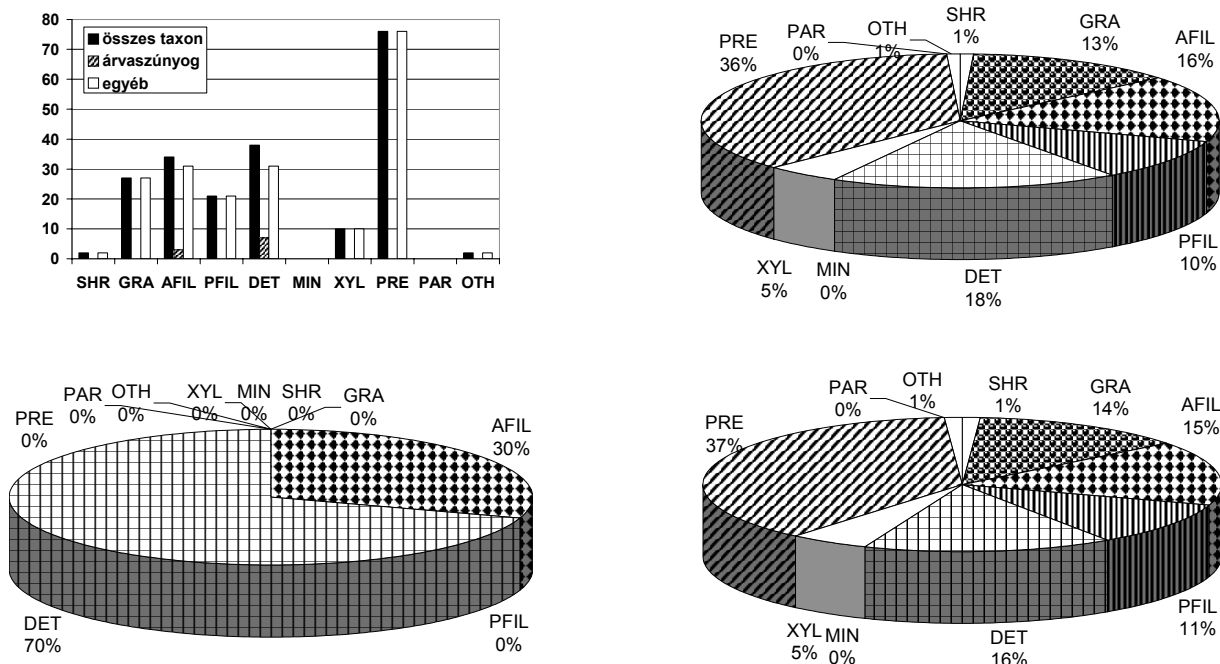 80
70
60
50
40
30
20
10
0
összes taxon
árvaszúnyog
egyéb
SHR GRA AFIL PFIL DET MIN XYL PRE PAR OTH
SHR
1%
GRA
13%
AFIL
16%
PFIL
10%
DET
18%
MIN
0%
XYL
5%
PRE
36%
PAR
0%
OTH
1%
SHR
0%
GRA
0%
AFIL
30%
PFIL
0%
DET
70%
PRE
0%
PAR
0%
OTH
0%
XYL
0%
MIN
0%
SHR
1%
GRA
14%
AFIL
15%
PFIL
11%
DET
16%
MIN
0%
XYL
5%
PRE
37%
PAR
0%
OTH
1%